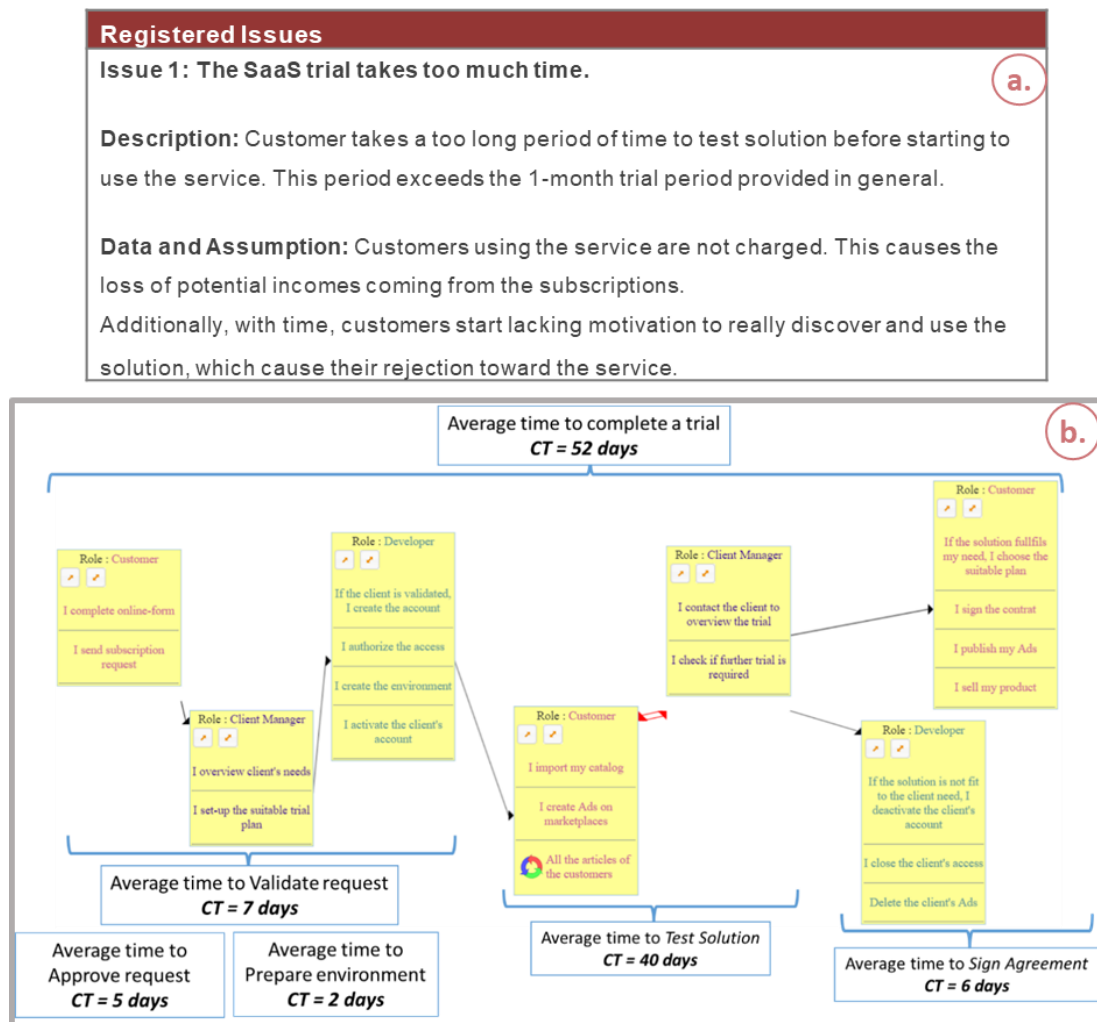 Registered Issues
Issue 1: The SaaS trial takes too much time.
a.
Description: Customer takes a too long period of time to test solution before starting to
use the service. This period exceeds the 1-month trial period provided in general.
Data and Assumption: Customers using the service are not charged. This causes the
loss of potential incomes coming from the subscriptions.
Additionally, with time, customers start lacking motivation to really discover and use the
solution, which cause their rejection toward the service.
b.
Average time to complete a trial
CT = 52 days
Role : Customer
I complete online-form
I send subscription
request
Role : Client Manager
I overview client's needs
I set-up the suitable trial
plan
Role : Developer
If the client is validated,
I create the account
I authorize the access
I create the environment
I activate the client's
account
Role : Customer
I import my catalog
I create Ads on
marketplaces
All the articles of
the customers
Role : Client Manager
I contact the client to
overview the trial
I check if further trial is
required
Role : Customer
If the solution fullfils
my need, I choose the
suitable plan
I sign the contrat
I publish my Ads
I sell my product
Role : Developer
If the solution is not fit
to the client need, I
deactivate the client's
account
I close the client's access
Delete the client's Ads
Average time to Validate request
CT = 7 days
Average time to
Approve request
CT = 5 days
Average time to
Prepare environment
CT = 2 days
Average time to Test Solution
CT = 40 days
Average time to Sign Agreement
CT = 6 days